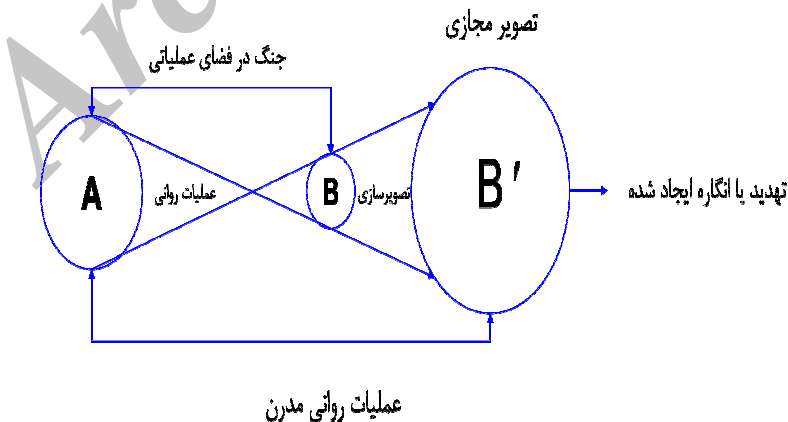 تصویر مجازی
جنگ در فضای عملیاتی
A
عملیات روانی
B
تصویرسازی
B′
تهدید یا انگاره ایجاد شده
عملیات روانی مدرن